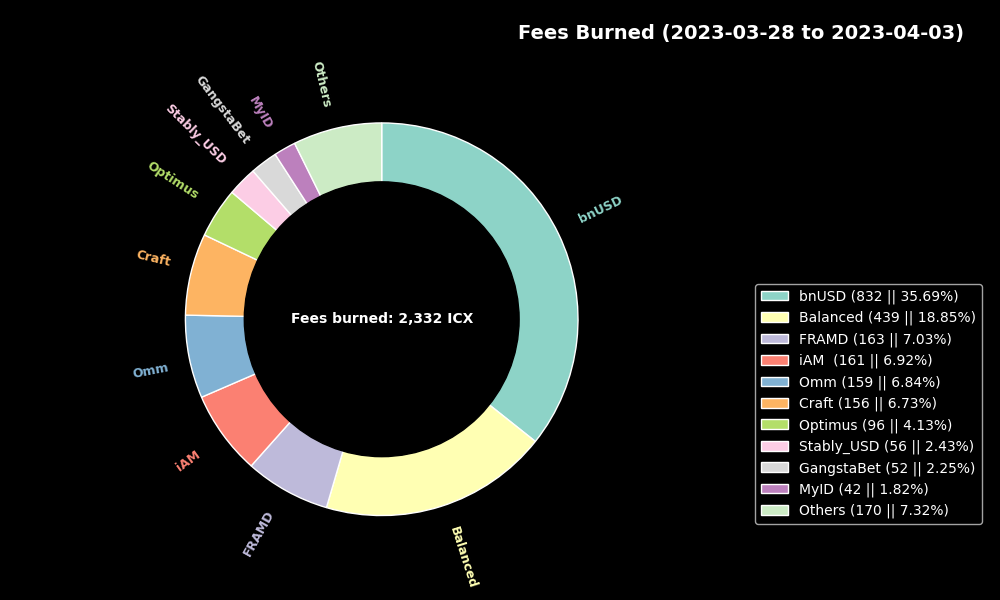 Fees Burned (2023-03-28 to 2023-04-03)
Others
MyID
GangstaBet
Stably_USD
Optimus
Craft
Omm
iAM
FRAMD
Balanced
bnUSD
Fees burned: 2,332 ICX
bnUSD (832 || 35.69%)
Balanced (439 || 18.85%)
FRAMD (163 || 7.03%)
iAM  (161 || 6.92%)
Omm (159 || 6.84%)
Craft (156 || 6.73%)
Optimus (96 || 4.13%)
Stably_USD (56 || 2.43%)
GangstaBet (52 || 2.25%)
MyID (42 || 1.82%)
Others (170 || 7.32%)